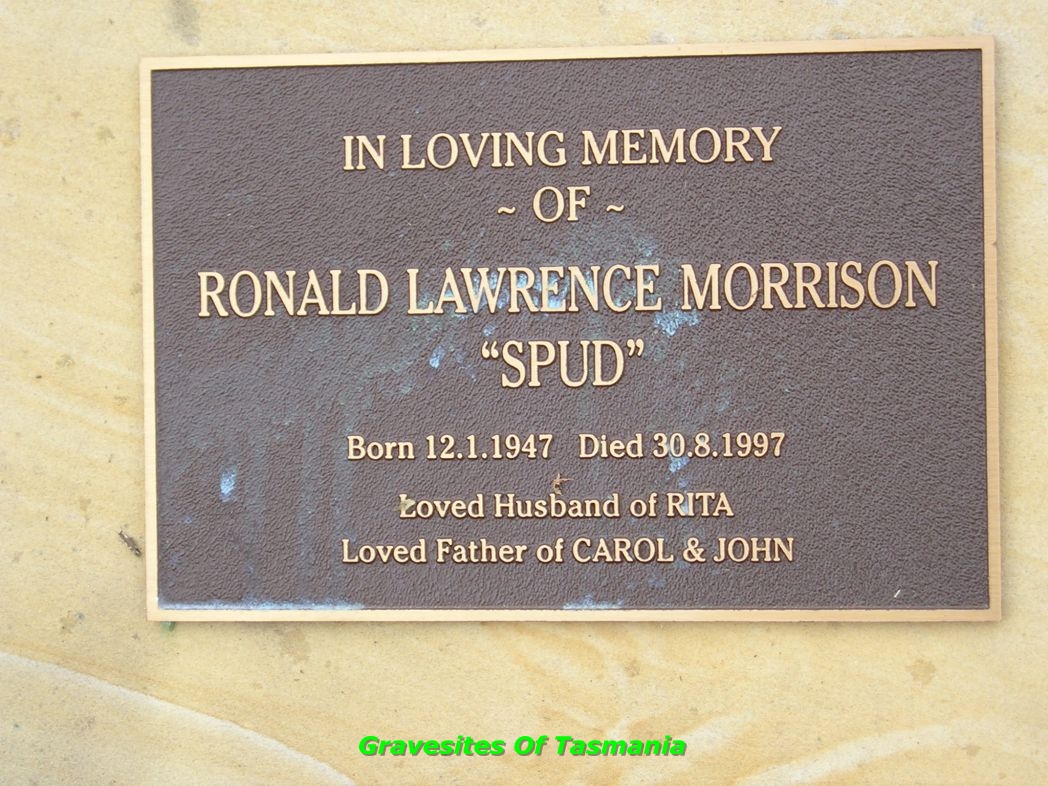 IN LOVING MEMORY
~ OF ~
RONALD LAWRENCE MORRISON
“SPUD”
Born 12.1.1947 Died 30.8.1997
Loved Husband of RITA
Loved Father of CAROL & JOHN
Gravesites Of Tasmania